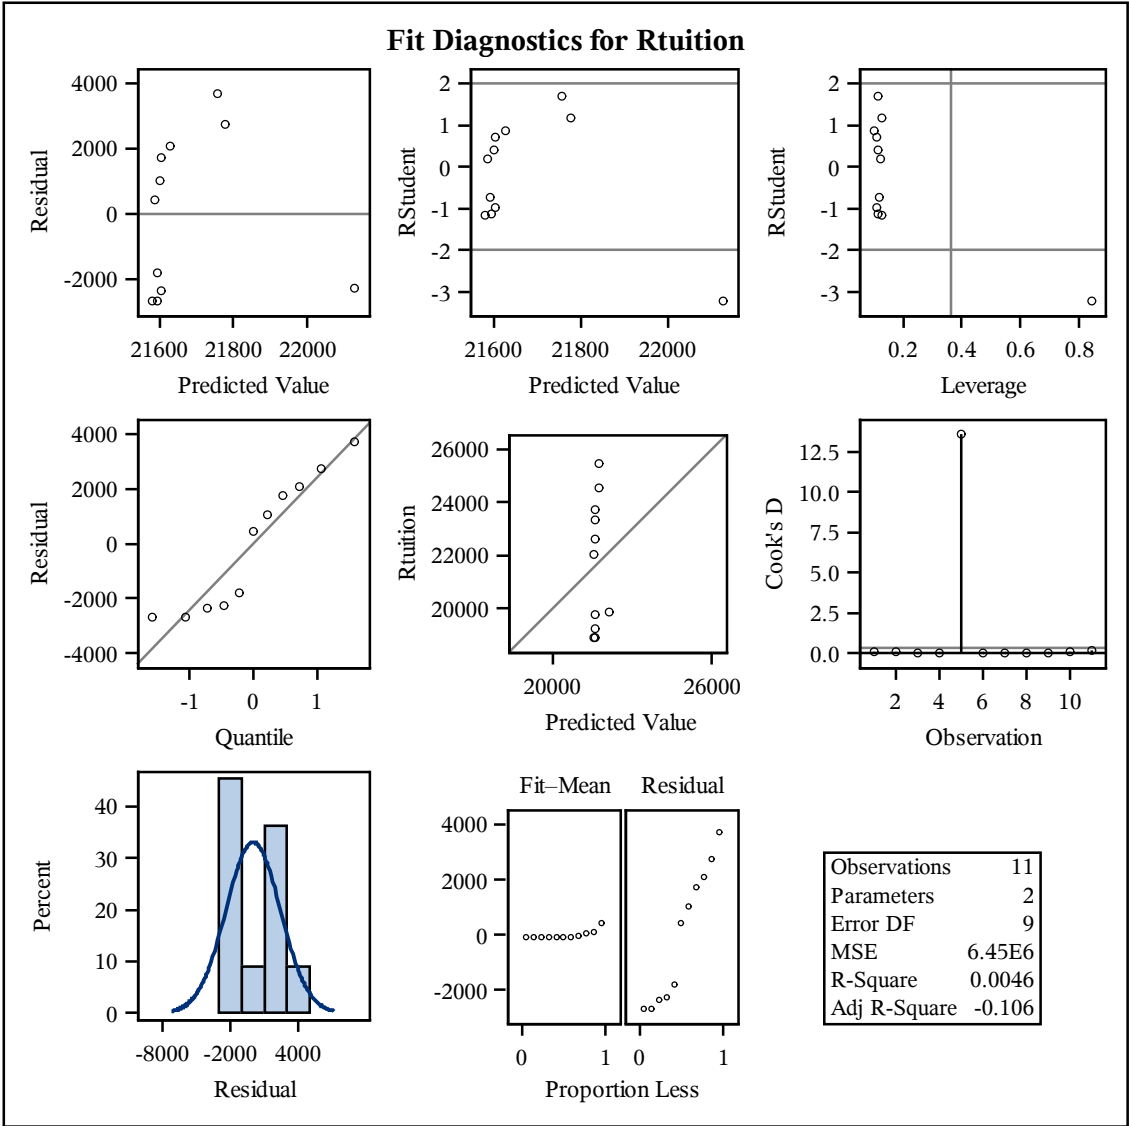 Fit Diagnostics for Rtuition
4000
2000
0
-2000
Residual
21600 21800 22000
Predicted Value
2
1
0
-1
-2
-3
RStudent
21600 21800 22000
Predicted Value
2
1
0
-1
-2
-3
RStudent
0.2 0.4 0.6 0.8
Leverage
4000
2000
0
-2000
-4000
Residual
-1 0 1
Quantile
26000
24000
22000
20000
Rtuition
20000 26000
Predicted Value
12.5
10.0
7.5
5.0
2.5
0.0
Cook's D
2 4 6 8 10
Observation
40
30
20
10
0
Percent
-8000 -2000 4000
Residual
Fit–Mean Residual
4000
2000
0
-2000
0 1 0 1
Proportion Less
Observations 11
Parameters 2
Error DF 9
MSE 6.45E6
R-Square 0.0046
Adj R-Square -0.106